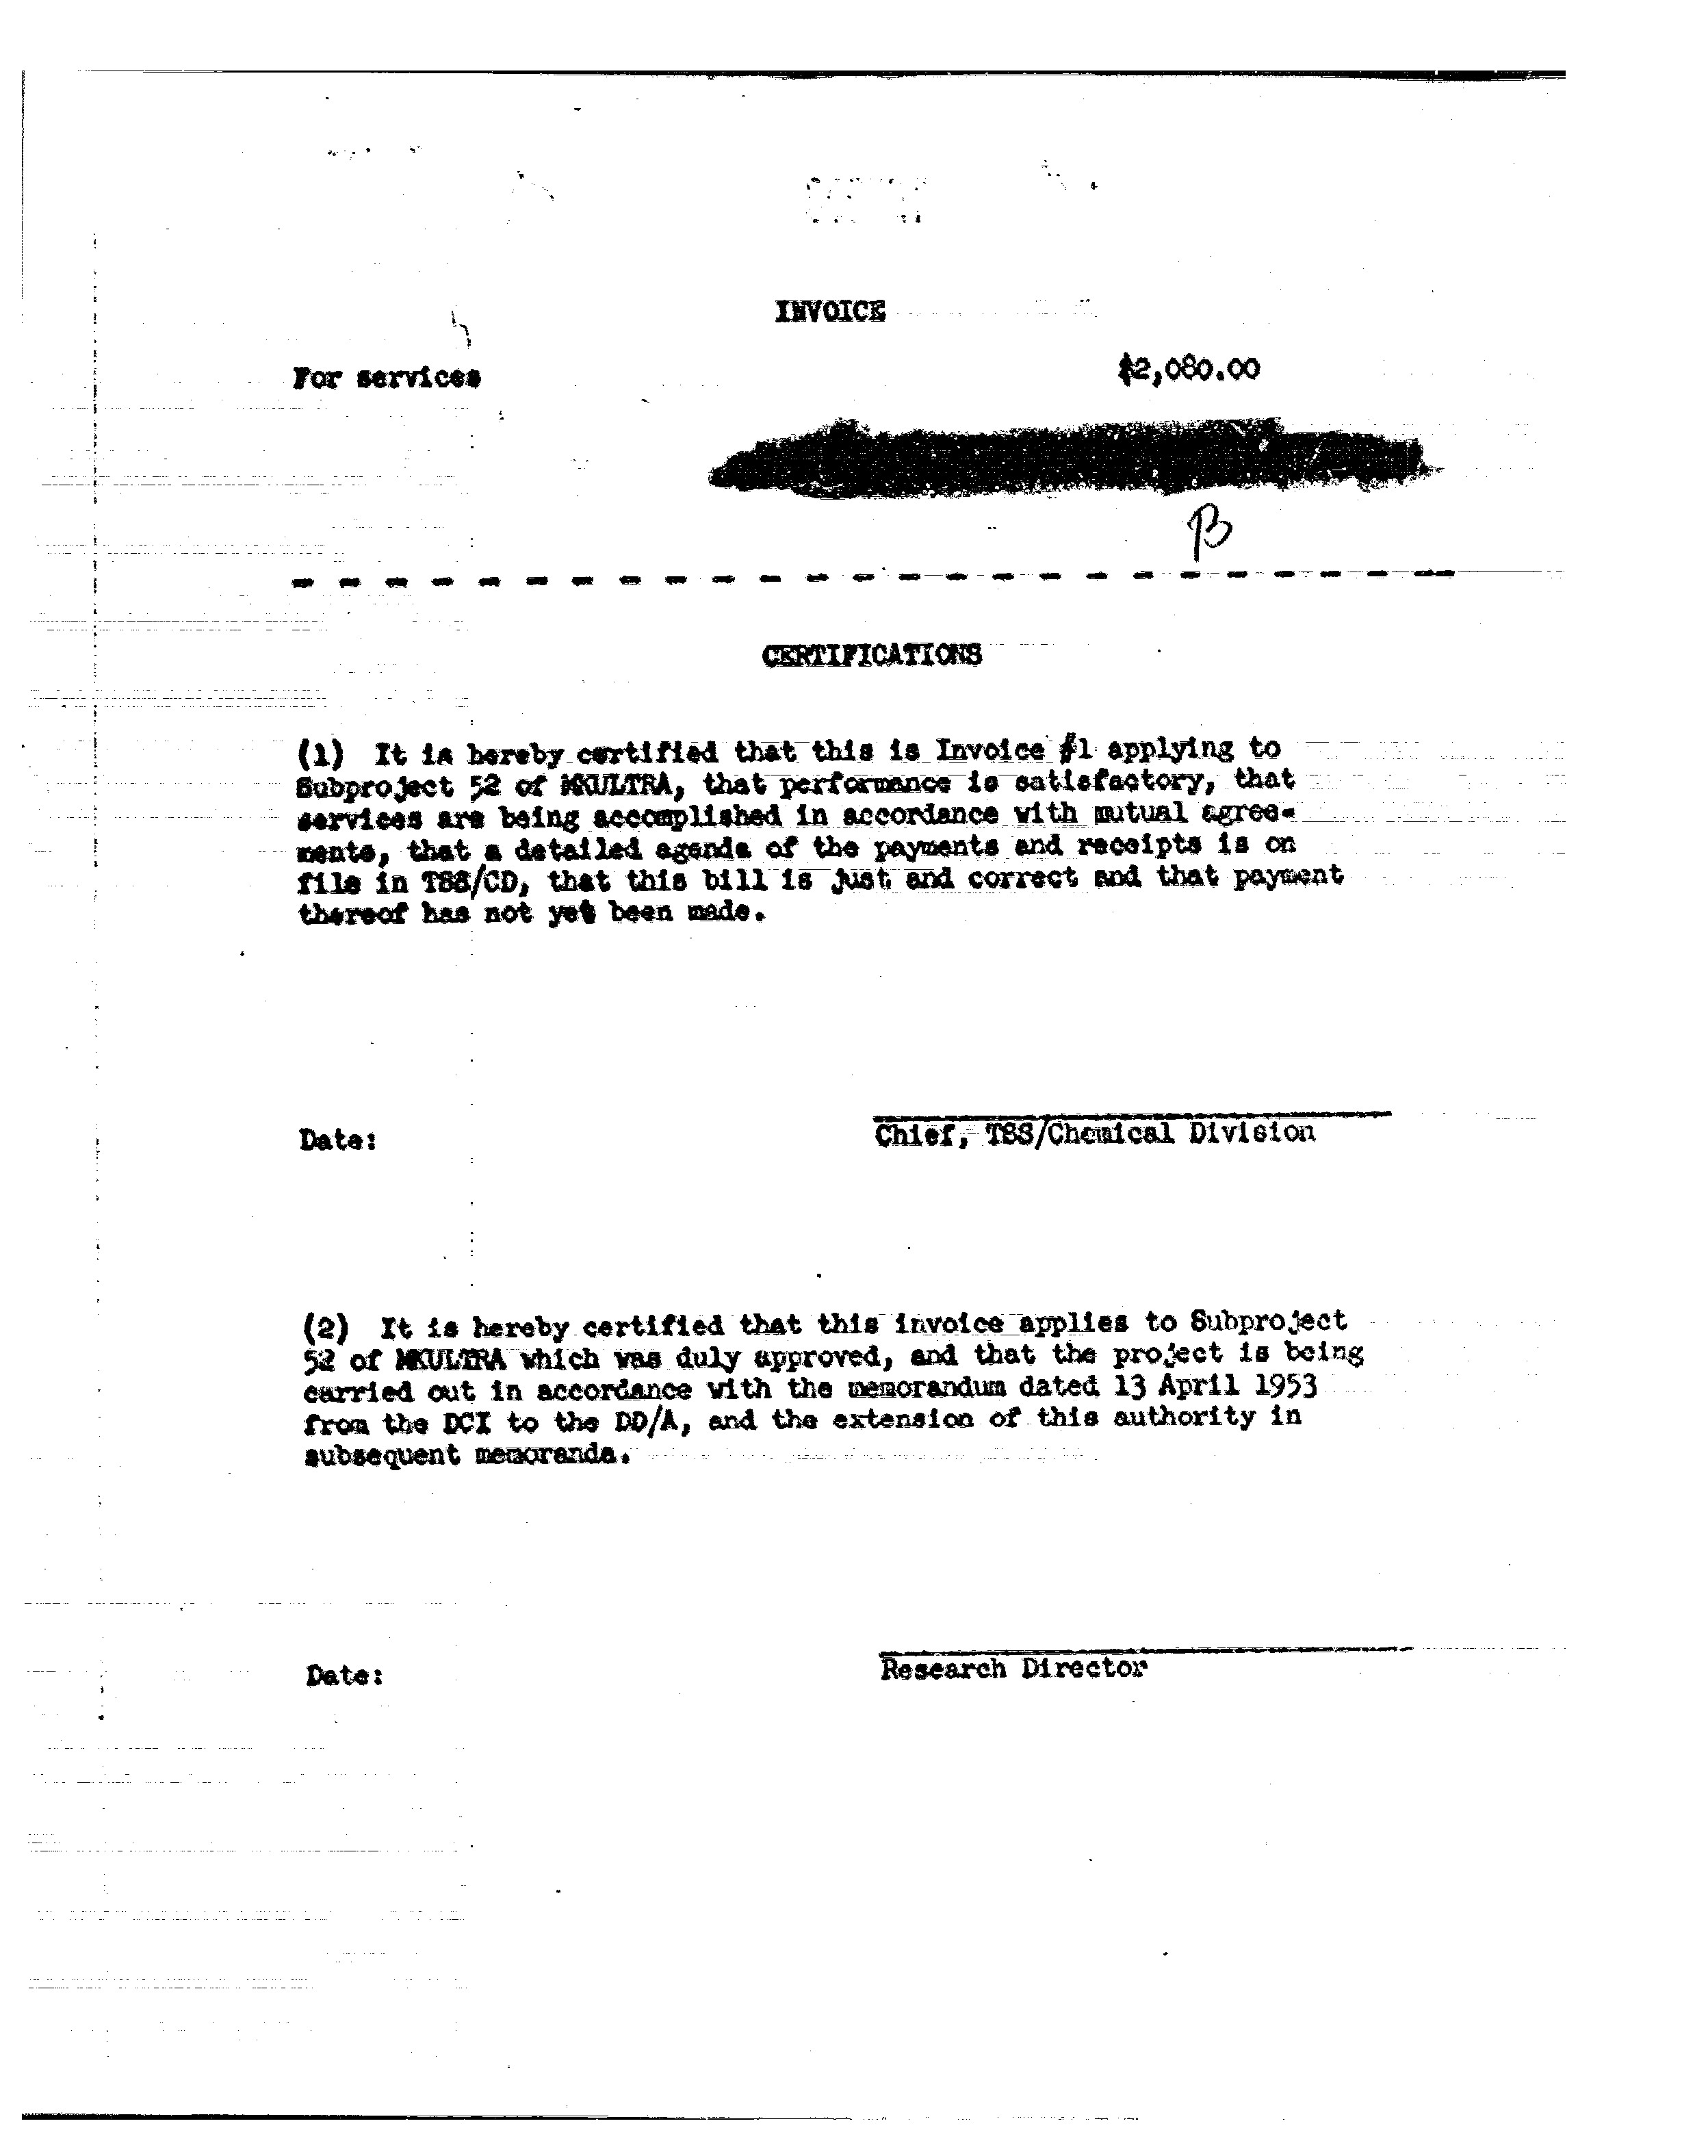 INVOICE
For services $2,080.00
B
CERTIFICATIONS
(1) It is hereby certified that this is Invoice #1 applying to
Subproject 52 of MKULTRA, that performance is satisfactory, that
services are being accomplished in accordance with mutual agree-
ments, that a detailed agenda of the payments and receipts is on
file in TSS/CD, that this bill is just and correct and that payment
thereof has not yet been made.
Chief, TSS/Chemical Division
Date:
(2) It is hereby certified that this invoice applies to Subproject
52 of MKULTRA which was duly approved, and that the project is being
carried out in accordance with the memorandum dated 13 April 1953
from the DCI to the DD/A, and the extension of this authority in
subsequent memoranda.
Research Director
Date: